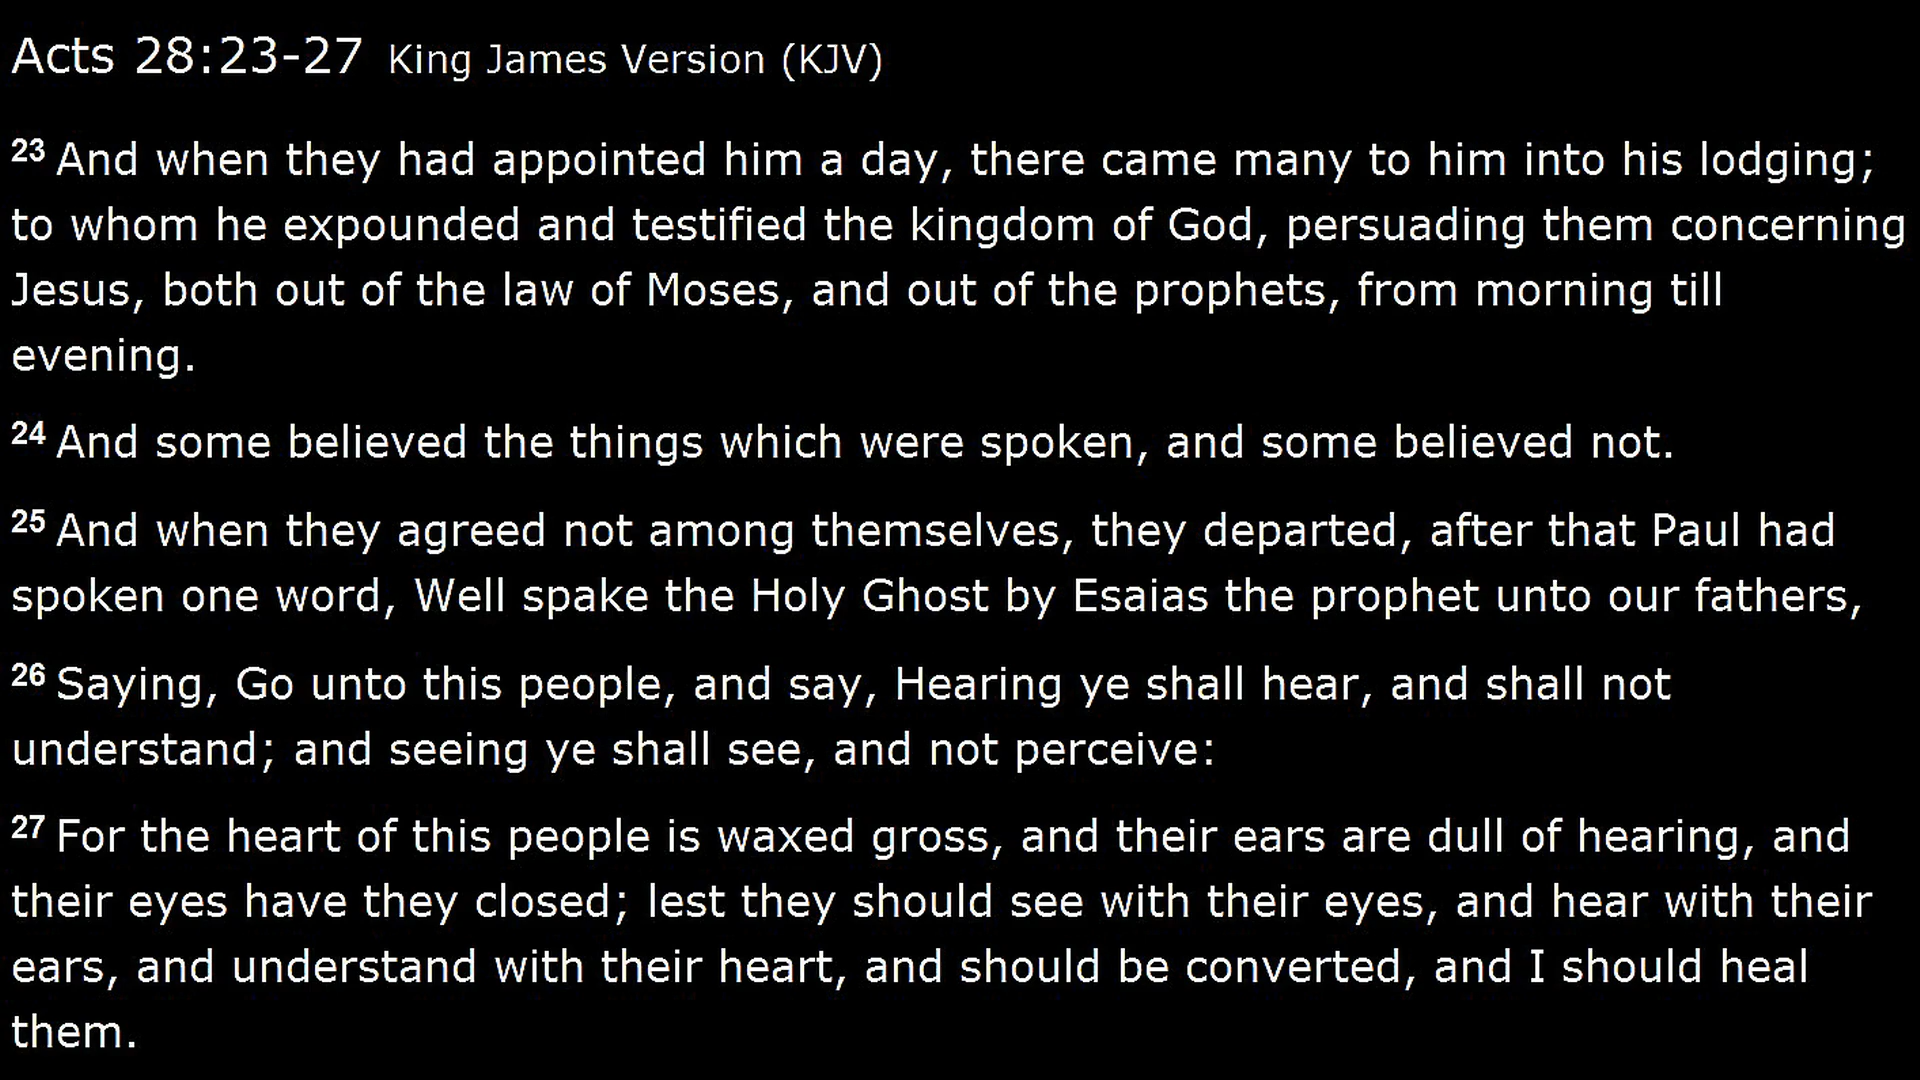 Acts 28:23-27 King James Version (KJV)
23 And when they had appointed him a day, there came many to him into his lodging;
to whom he expounded and testified the kingdom of God, persuading them concerning
Jesus, both out of the law of Moses, and out of the prophets, from morning till
evening.
24 And some believed the things which were spoken, and some believed not.
25 And when they agreed not among themselves, they departed, after that Paul had
spoken one word, Well spake the Holy Ghost by Esaias the prophet unto our fathers,
26 Saying, Go unto this people, and say, Hearing ye shall hear, and shall not
understand; and seeing ye shall see, and not perceive:
27 For the heart of this people is waxed gross, and their ears are dull of hearing, and
their eyes have they closed; lest they should see with their eyes, and hear with their
ears, and understand with their heart, and should be converted, and I should heal
them.